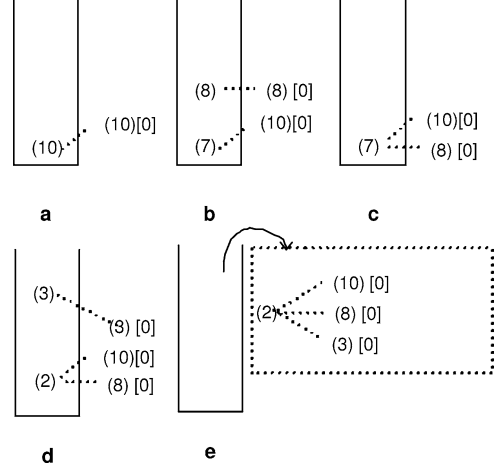 (10) (10)[0]
a
(8) (8) [0]
(7) (10)[0]
b
(7) (10)[0]
(8) [0]
c
(3) (3) [0]
(10)[0]
(2) (8) [0]
d
(10) [0]
(2) (8) [0]
(3) [0]
e